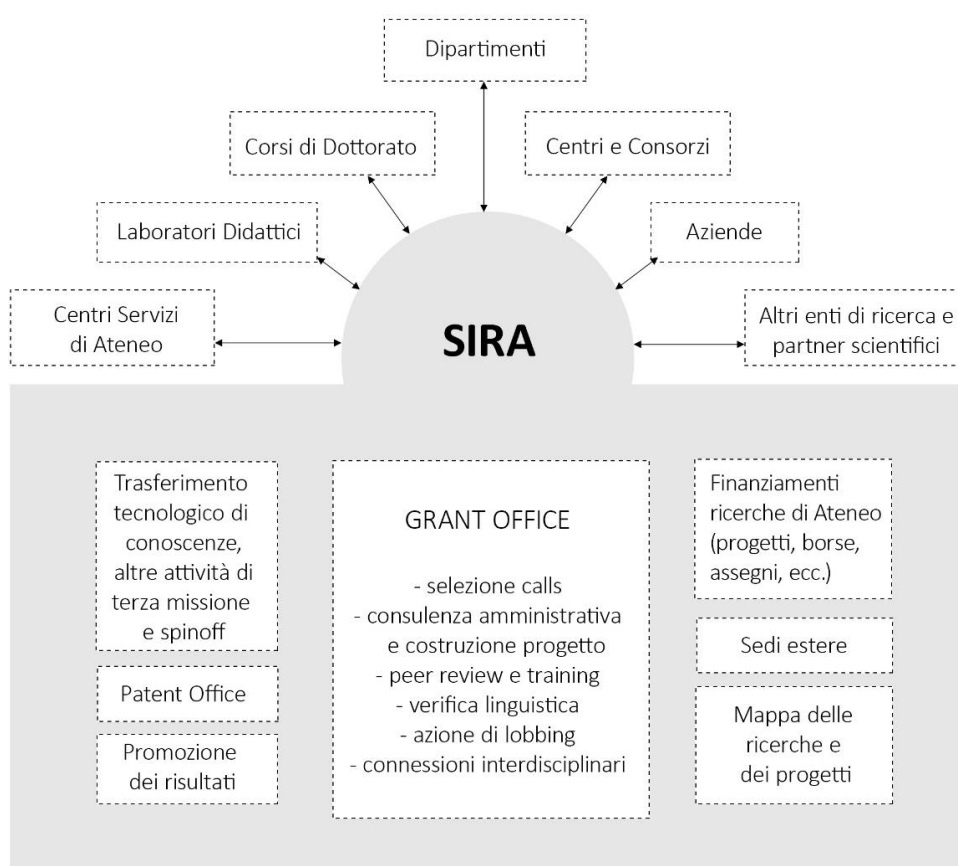 Dipartimenti
Corsi di Dottorato
Centri e Consorzi
Laboratori Didattici
Aziende
Centri Servizi
di Ateneo
SIRA
Altri enti di ricerca e
partner scientifici
Trasferimento
tecnologico di
conoscenze,
altre attività di
terza missione
e spinoff
Patent Office
Promozione
dei risultati
GRANT OFFICE
- selezione calls
- consulenza amministrativa
e costruzione progetto
- peer review e training
- verifica linguistica
- azione di lobbing
- connessioni interdisciplinari
Finanziamenti
ricerche di Ateneo
(progetti, borse,
assegni, ecc.)
Sedi estere
Mappa delle
ricerche e
dei progetti